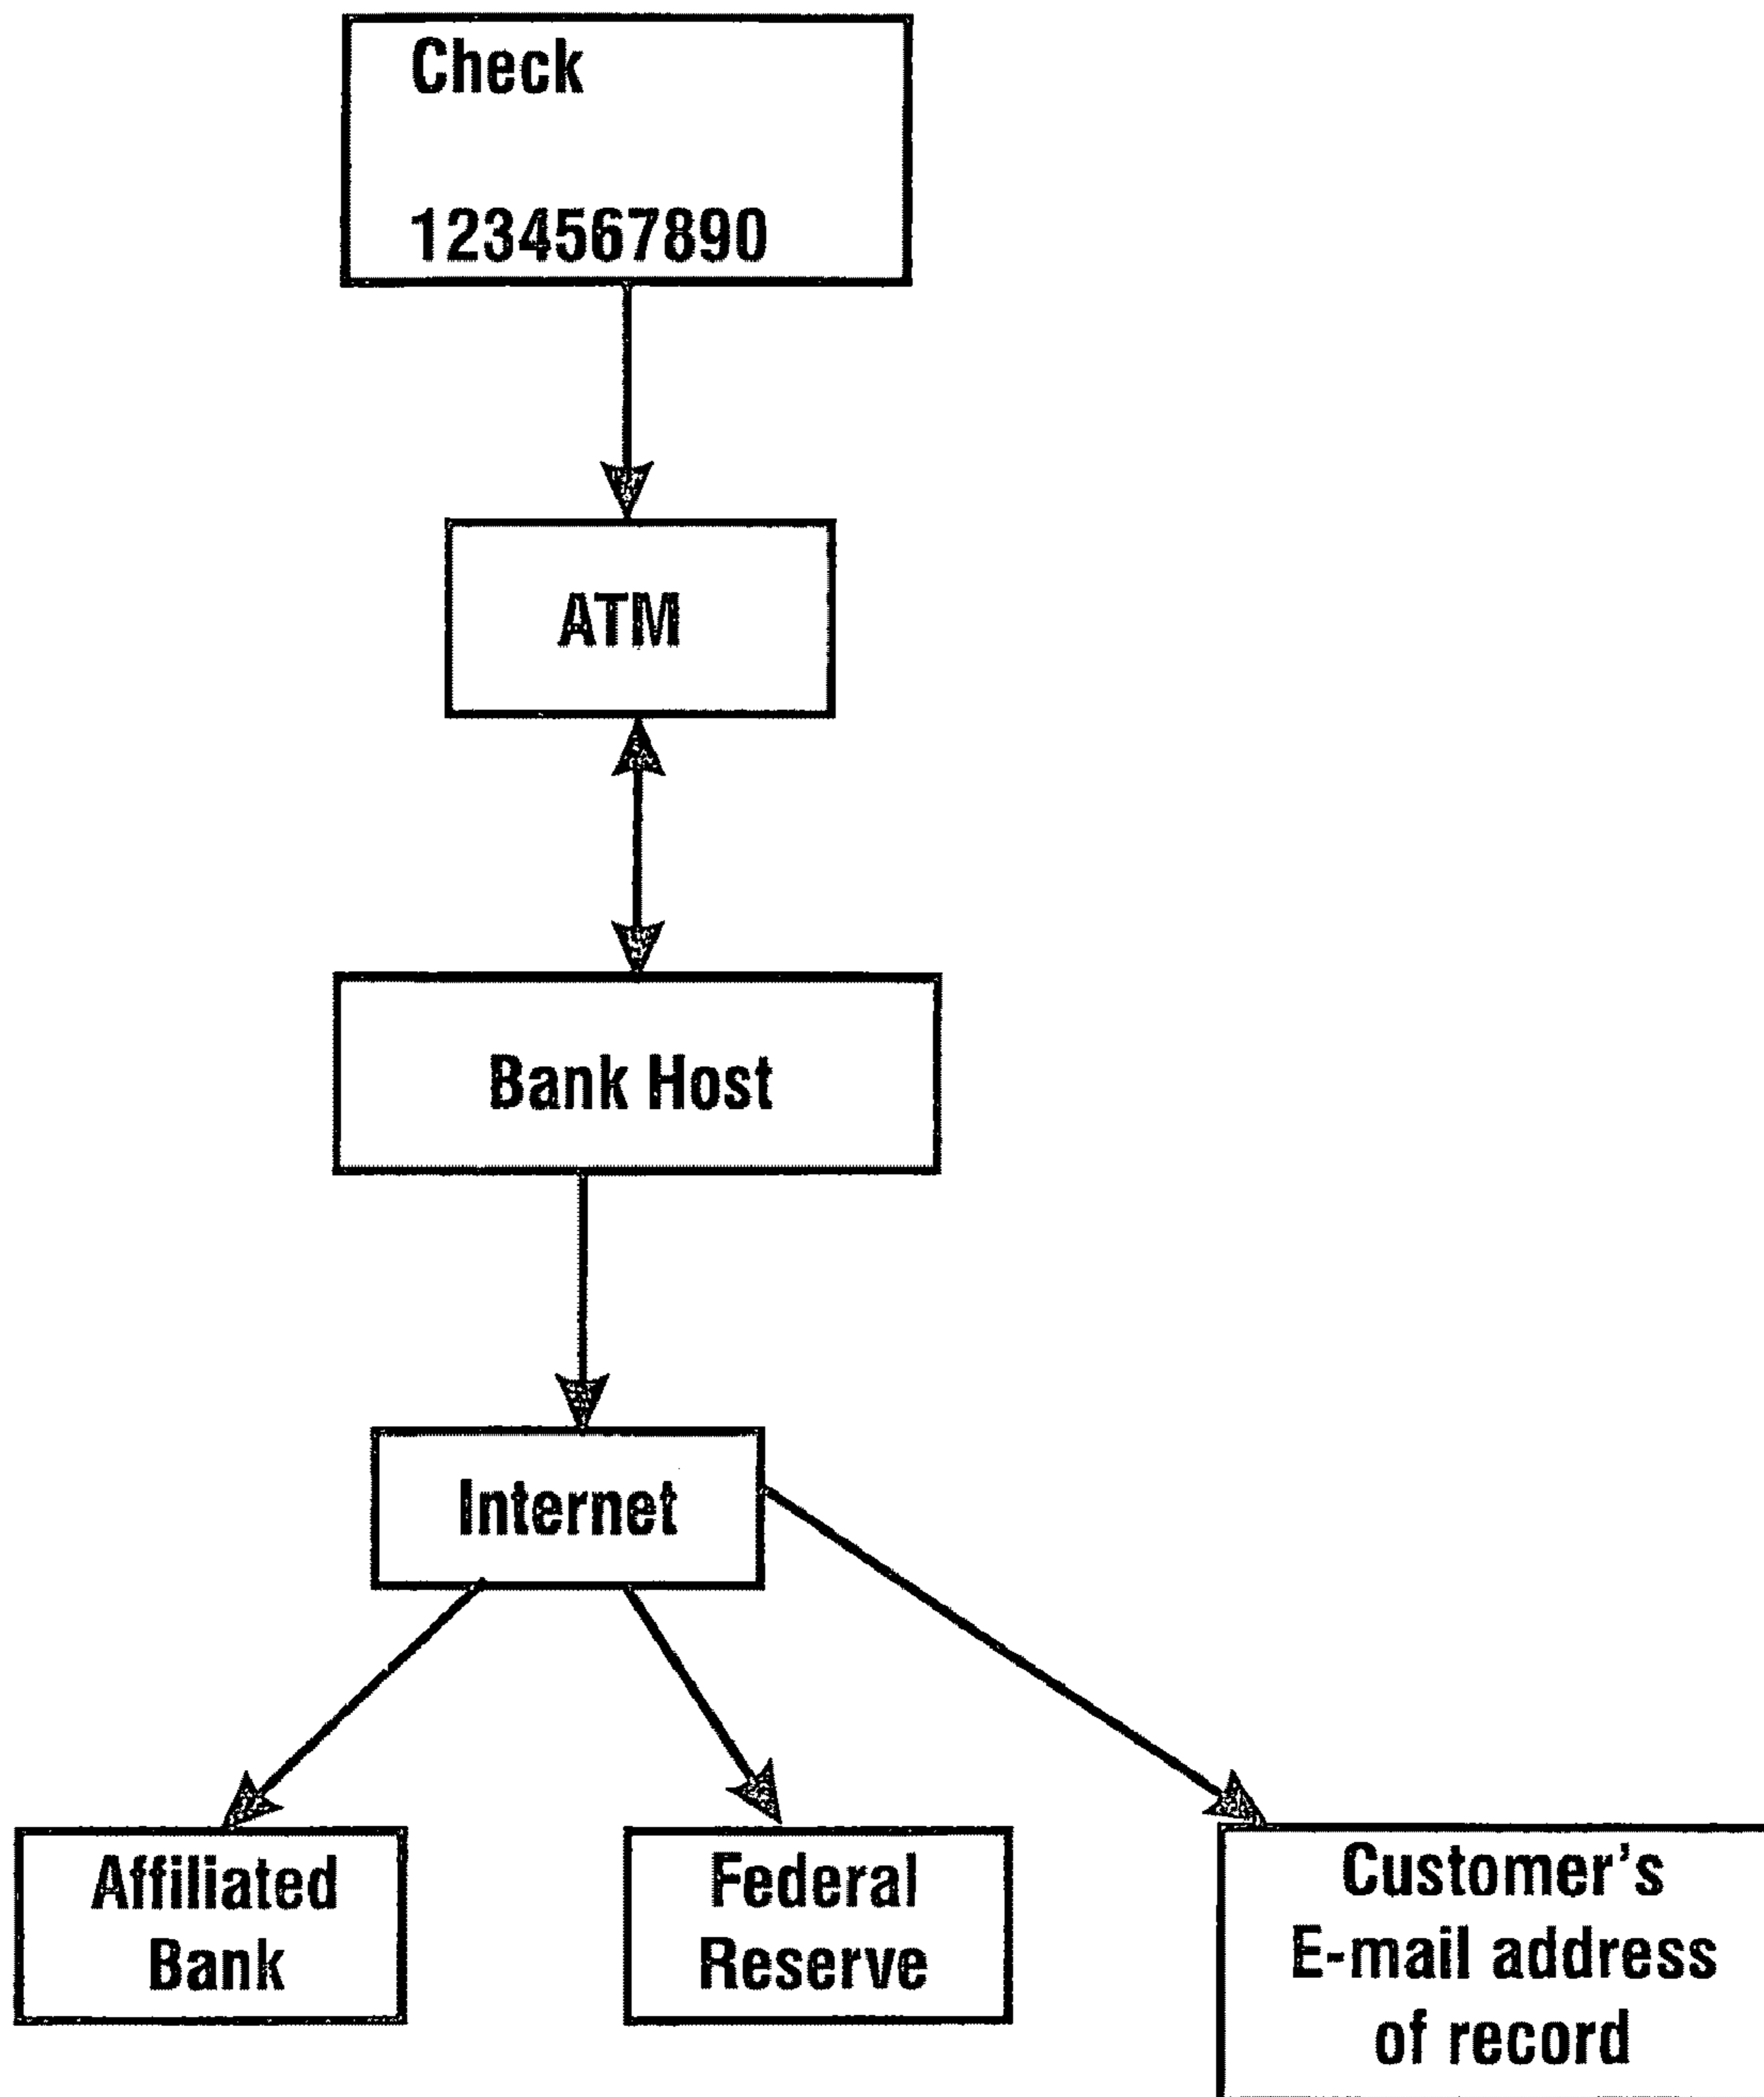 Check
1234567890
ATM
Bank Host
Internet
Affiliated
Bank
Federal
Reserve
Customer's
E-mail address
of record